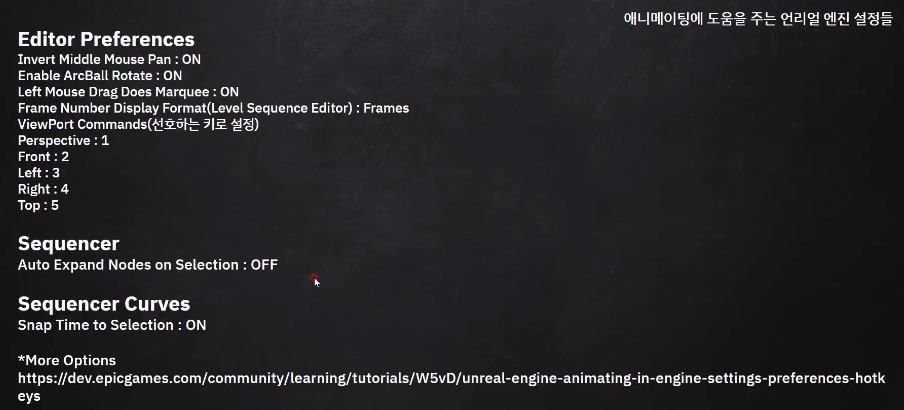 애니메이팅에 도움을 주는 언리얼 엔진 설정들
Editor Preferences
Invert Middle Mouse Pan : ON
Enable ArcBall Rotate : ON
Left Mouse Drag Does Marquee : ON
Frame Number Display Format(Level Sequence Editor) : Frames
ViewPort Commands(선호하는 키로 설정)
Perspective : 1
Front : 2
Left : 3
Right : 4
Top : 5
Sequencer
Auto Expand Nodes on Selection : OFF
Sequencer Curves
Snap Time to Selection : ON
*More Options
https://dev.epicgames.com/community/learning/tutorials/W5vD/unreal-engine-animating-in-engine-settings-preferences-hotk
eys